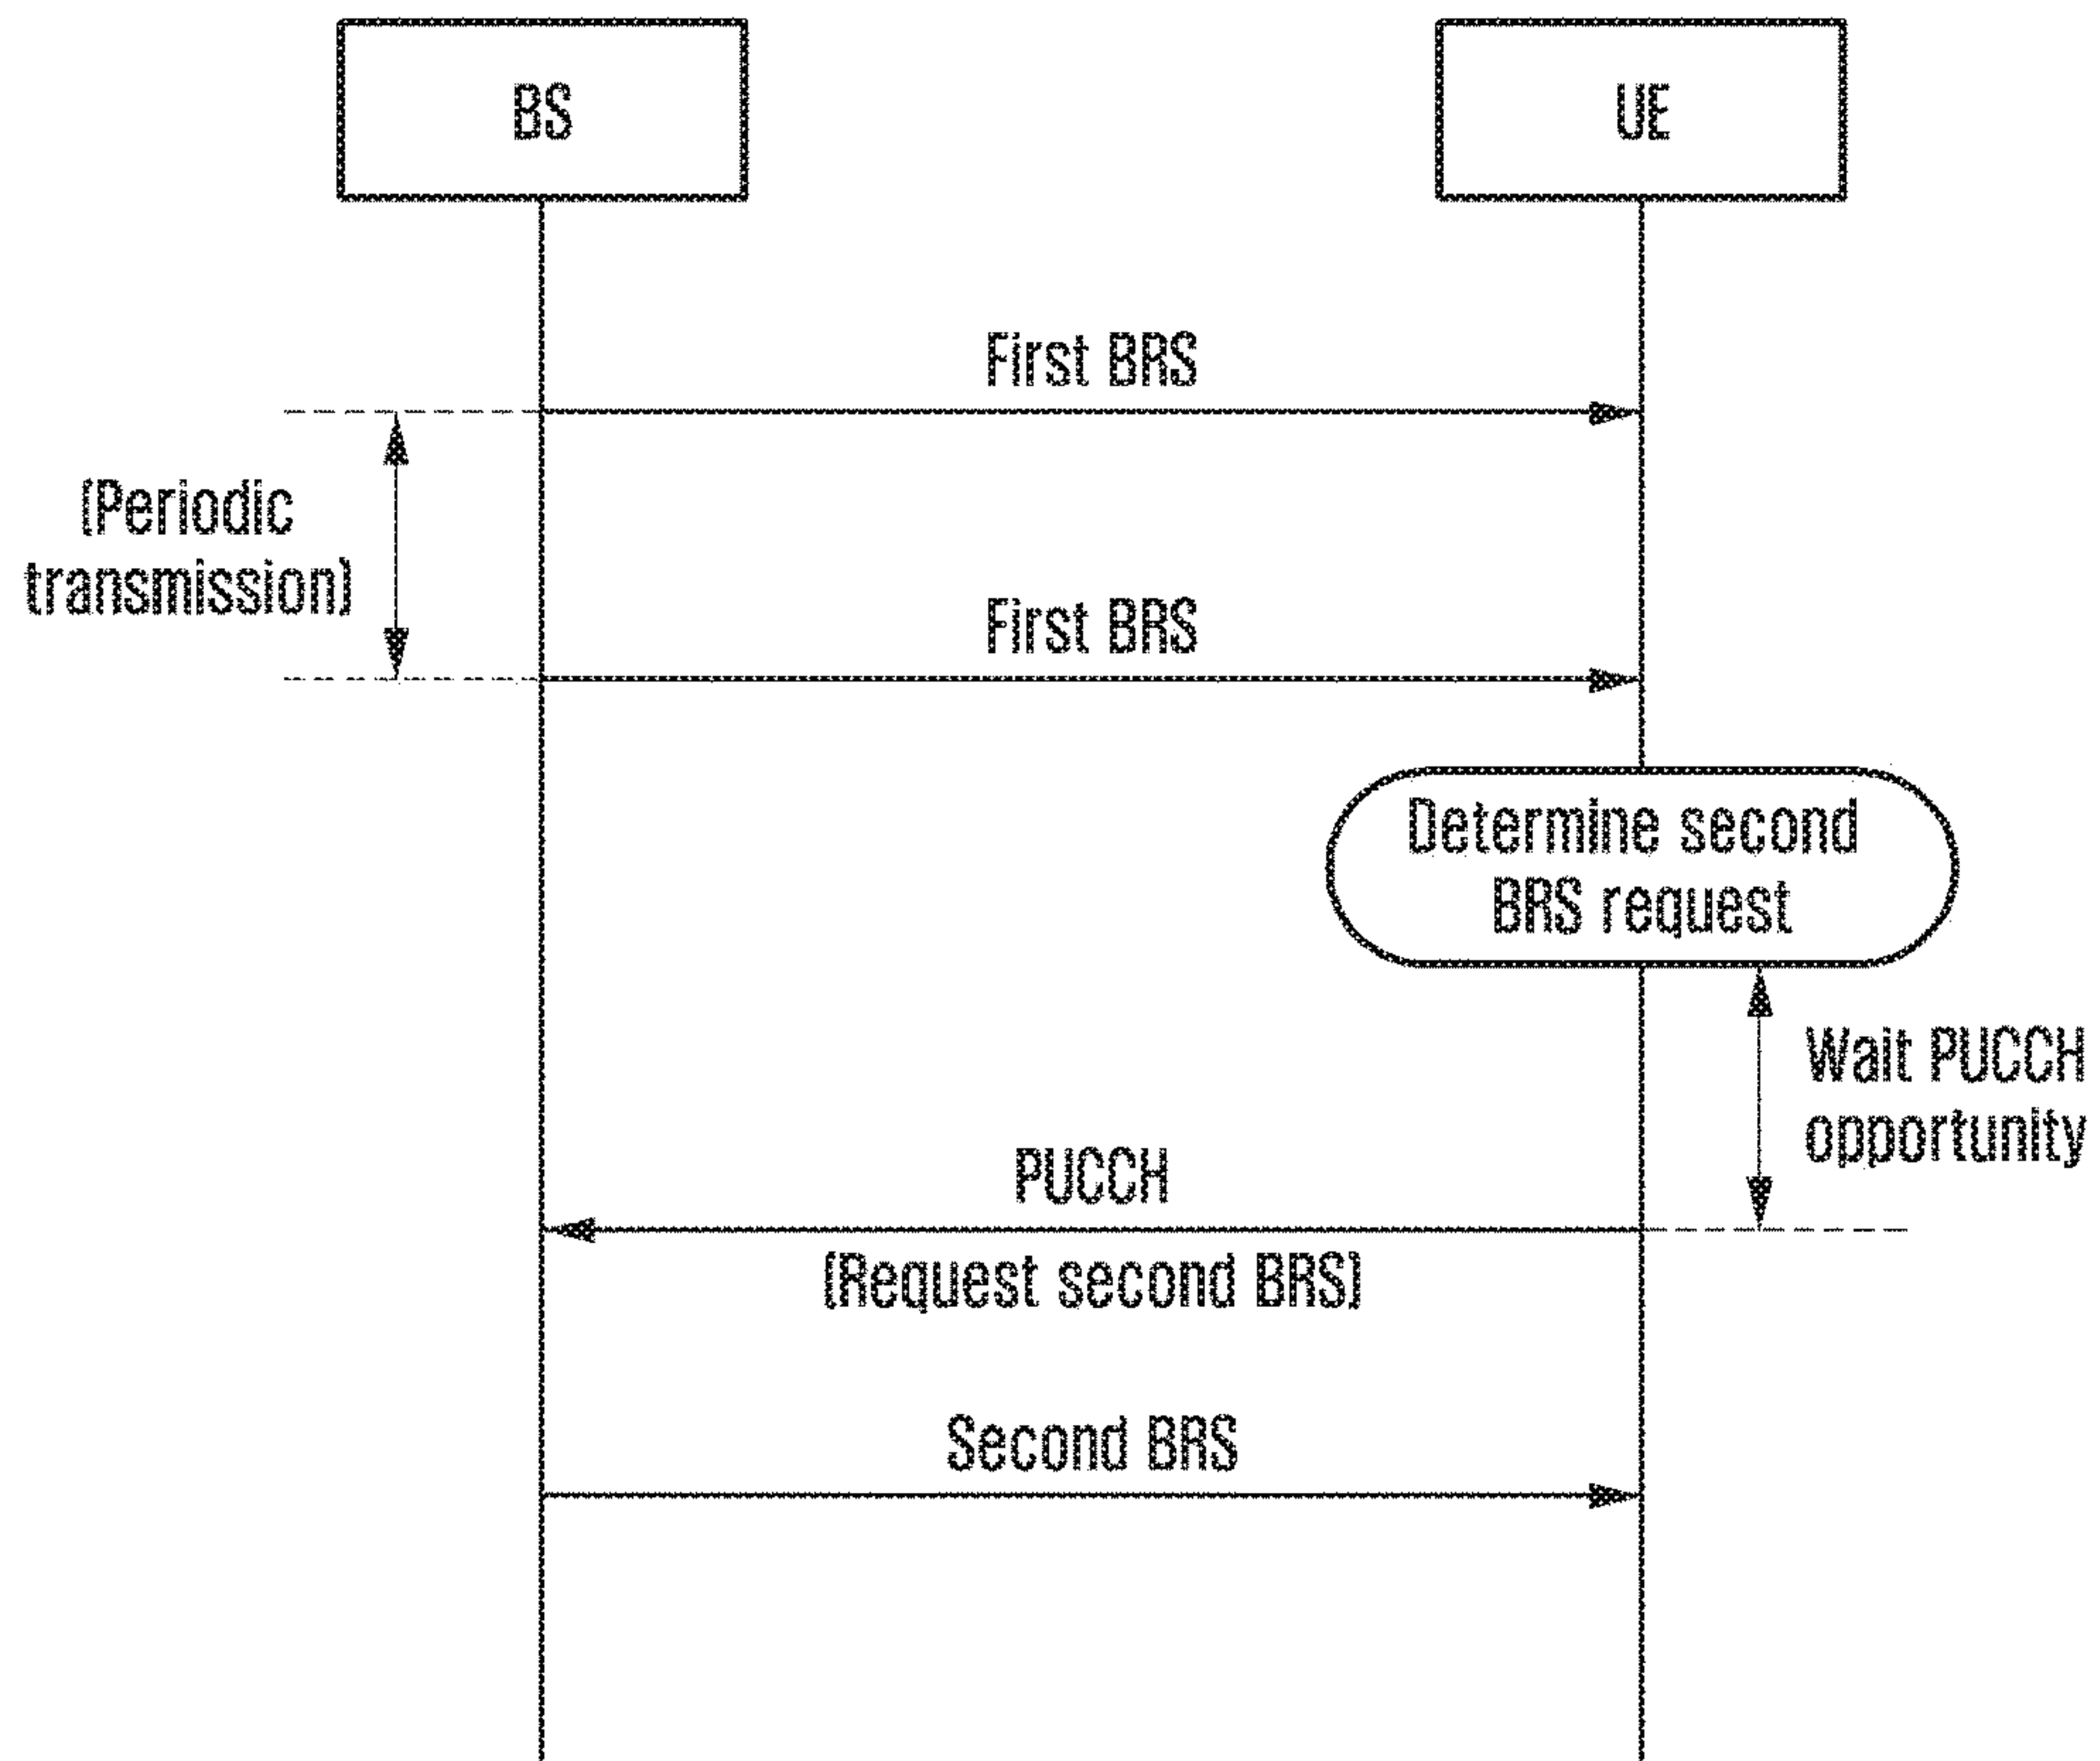 BS
UE
First BRS
(Periodic
transmission)
First BRS
Determine second
BRS request
Wait PUCCH
opportunity
PUCCH
(Request second BRS)
Second BRS